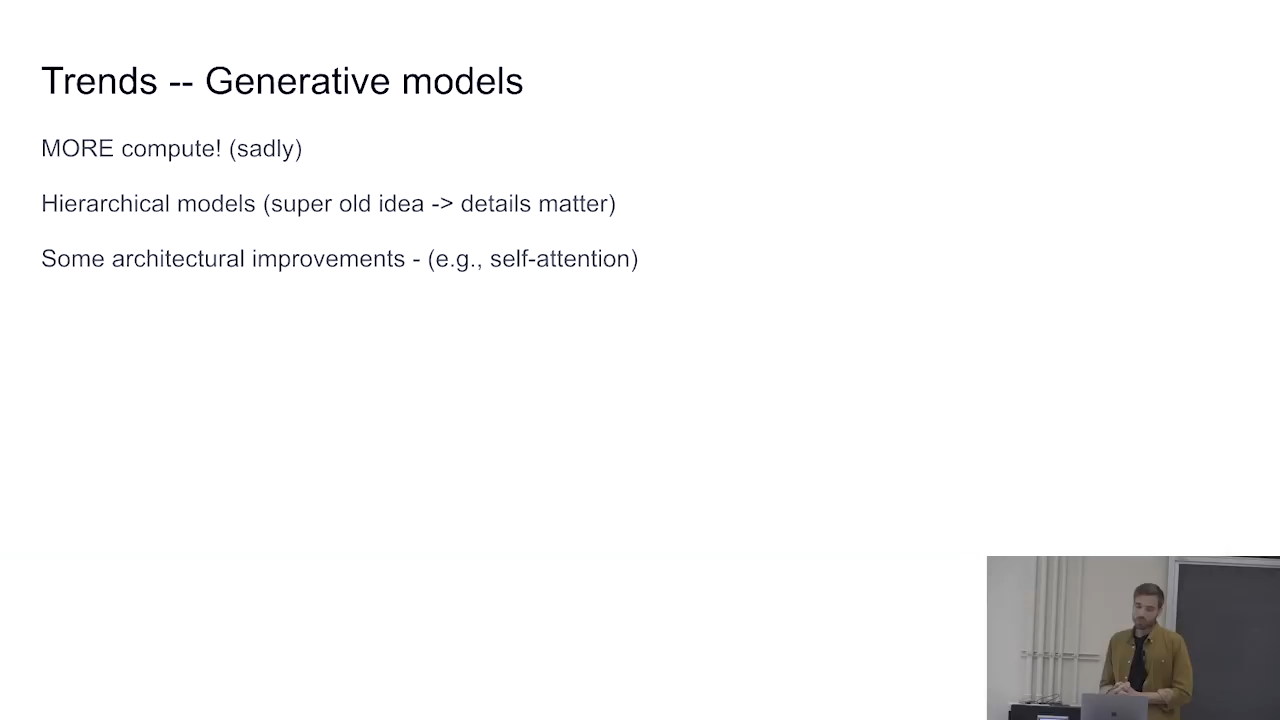 Trends -- Generative models
MORE compute! (sadly)
Hierarchical models (super old idea -> details matter)
Some architectural improvements - (e.g., self-attention)